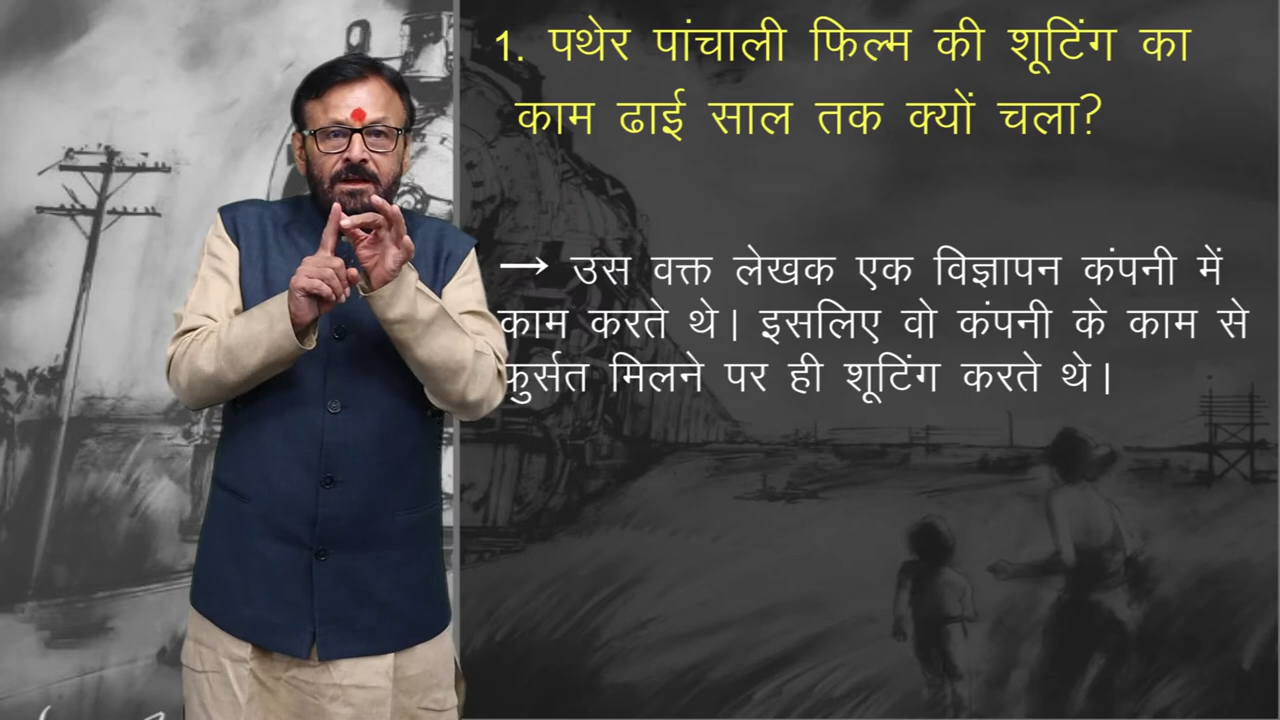 1. पथेर पांचाली फिल्म की शूटिंग का
काम ढाई साल तक क्यों चला?
→ उस वक्त लेखक एक विज्ञापन कंपनी में
काम करते थे। इसलिए वो कंपनी के काम से
फुर्सत मिलने पर ही शूटिंग करते थे।